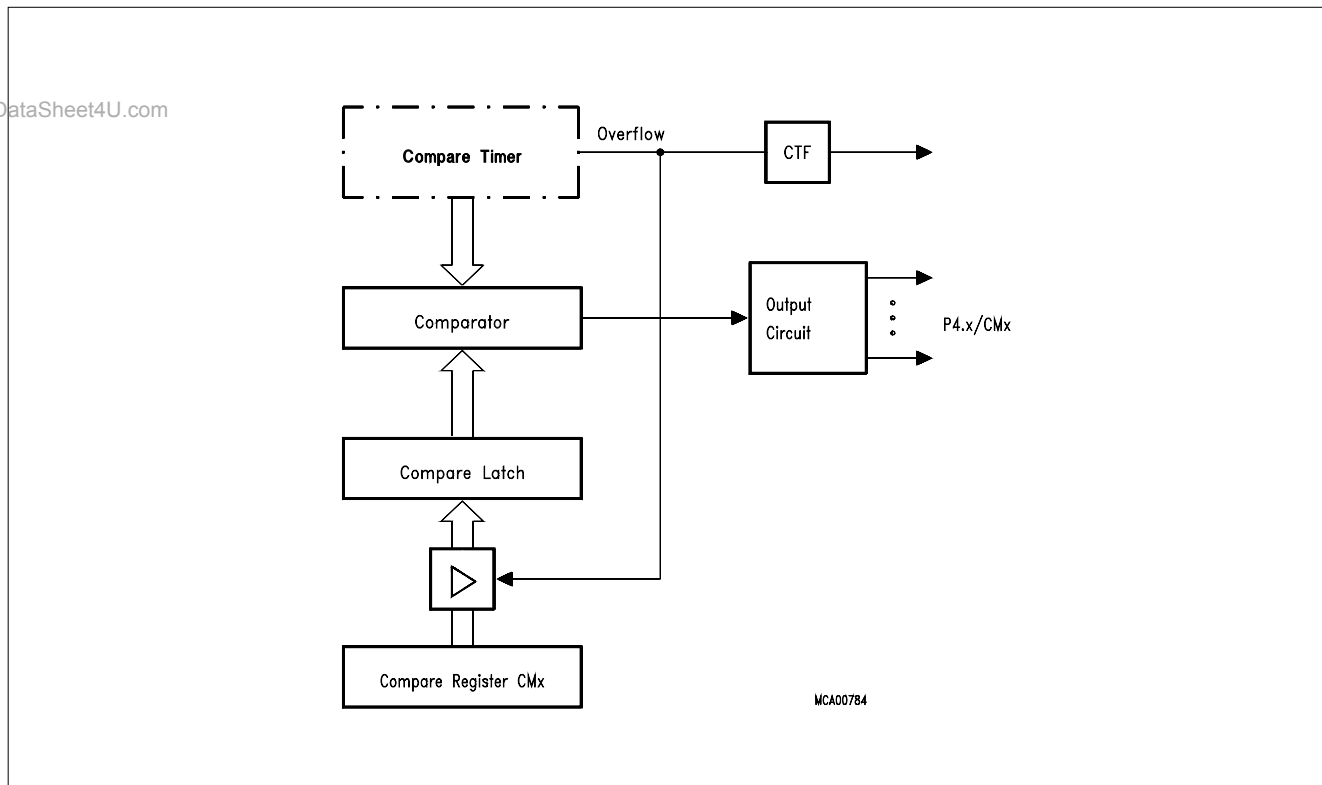 DataSheet4U.com
Compare Timer
Overflow
CTF
Comparator
Output
Circuit
P4.x/CMx
Compare Latch
Compare Register CMx
MCA00784